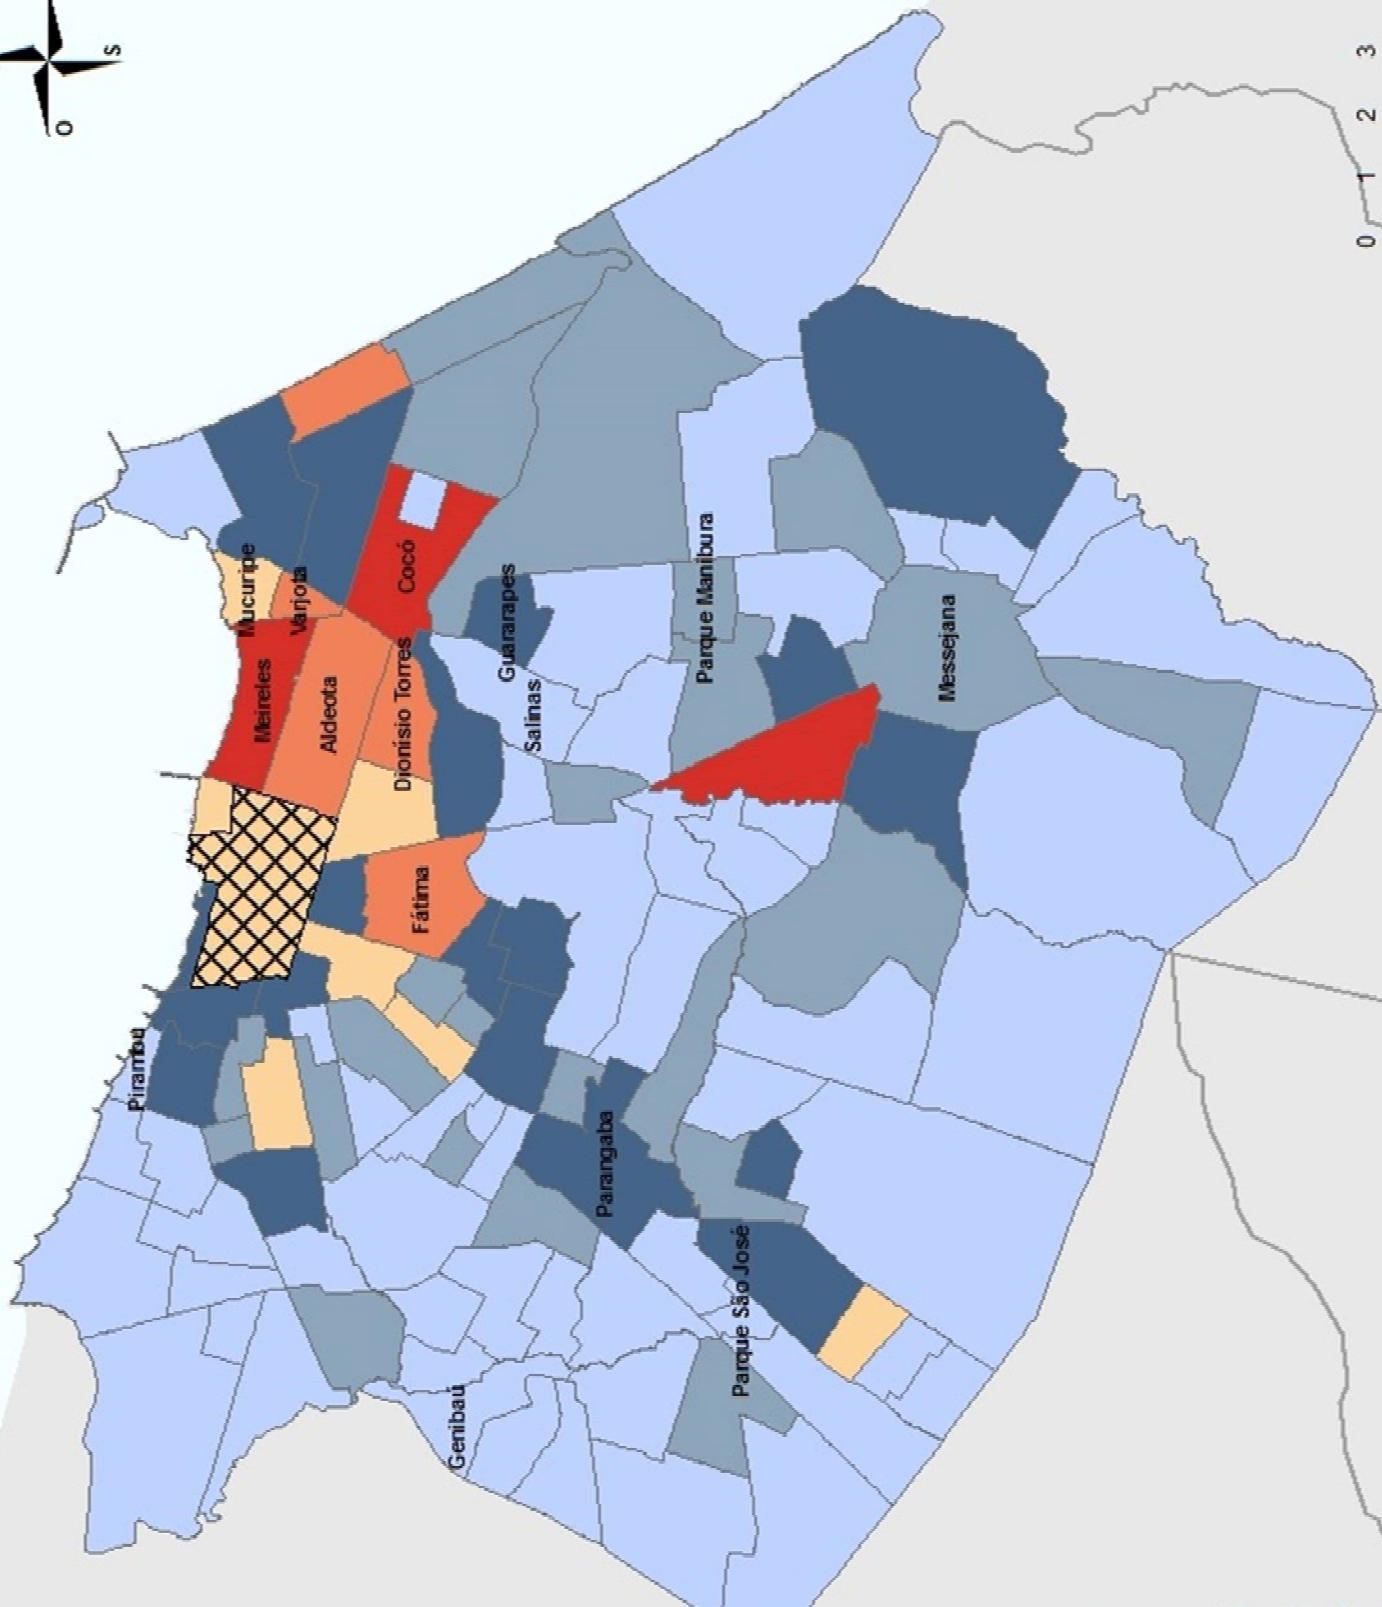 S
O
Mucuripe
Varjota
Meireles
Aldeota
Cocó
Dionísio Torres
Guararapes
Salinas
Parque Manibura
Messejana
Fátima
Pirambu
Parangaba
Parque São José
Genibaú
0 1 2 3